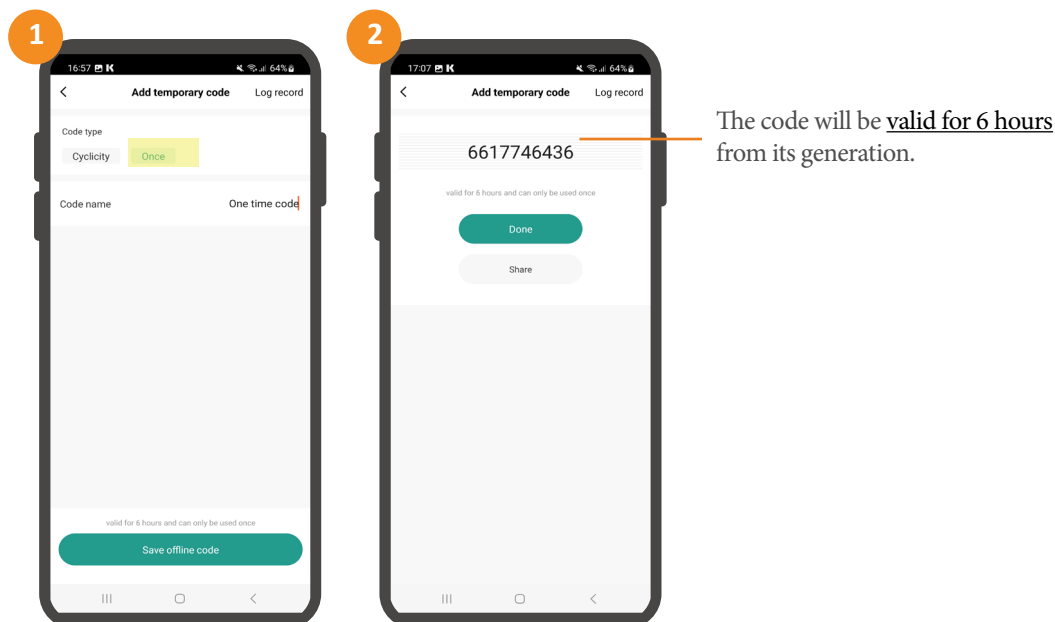 1
16:57 K 64%
Add temporary code Log record
Code type
Cyclicity Once
Code name One time code
valid for 6 hours and can only be used once
Save offline code
2
17:07 K 64%
Add temporary code Log record
6617746436
valid for 6 hours and can only be used once
Done
Share
The code will be valid for 6 hours
from its generation.